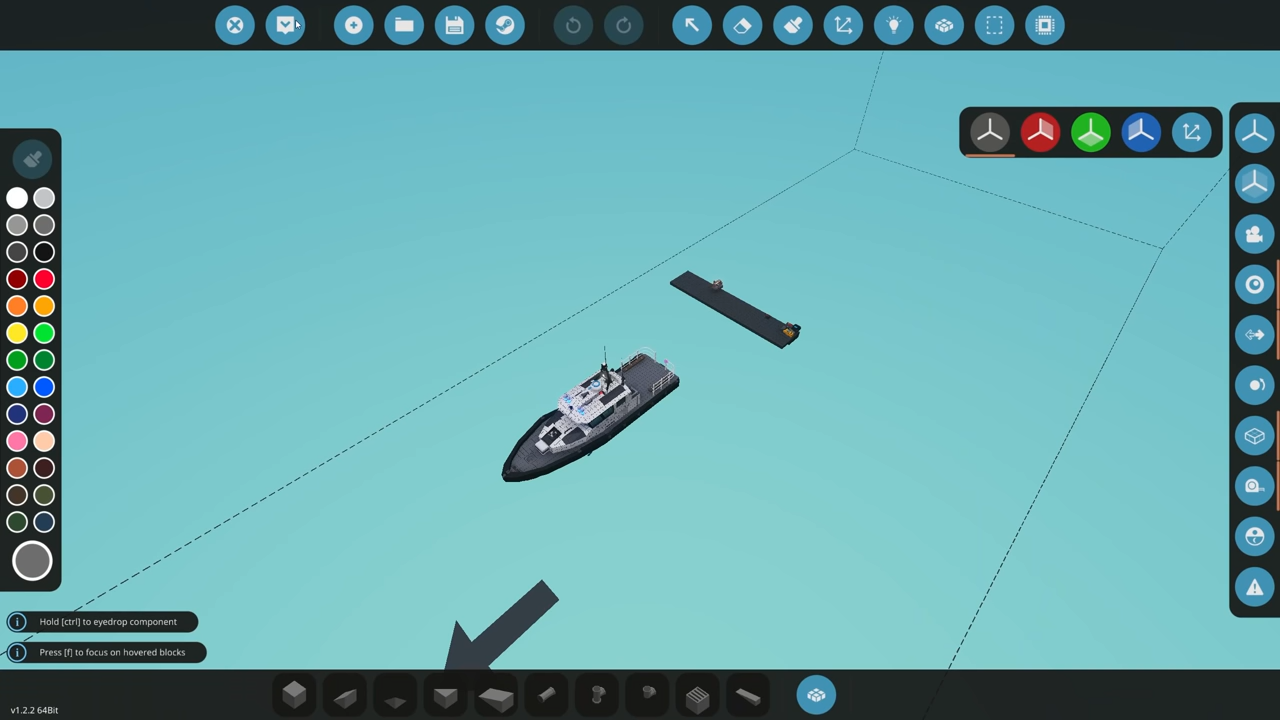 Hold [ctrl] to eyedrop component
Press [f] to focus on hovered blocks
v1.2.2 64Bit